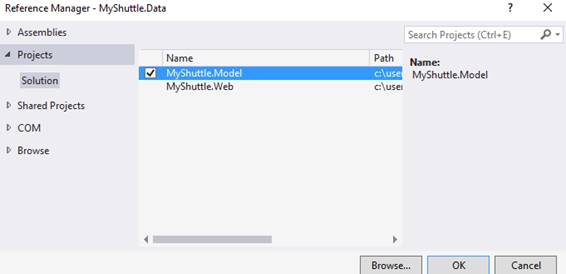 Reference Manager - MyShuttle.Data
?
Assemblies
Projects
Solution
Shared Projects
COM
Browse
Name
Path
MyShuttle.Model
c:\user
MyShuttle.Web
c:\user
Search Projects (Ctrl+E)
Name:
MyShuttle.Model
Browse...
OK
Cancel